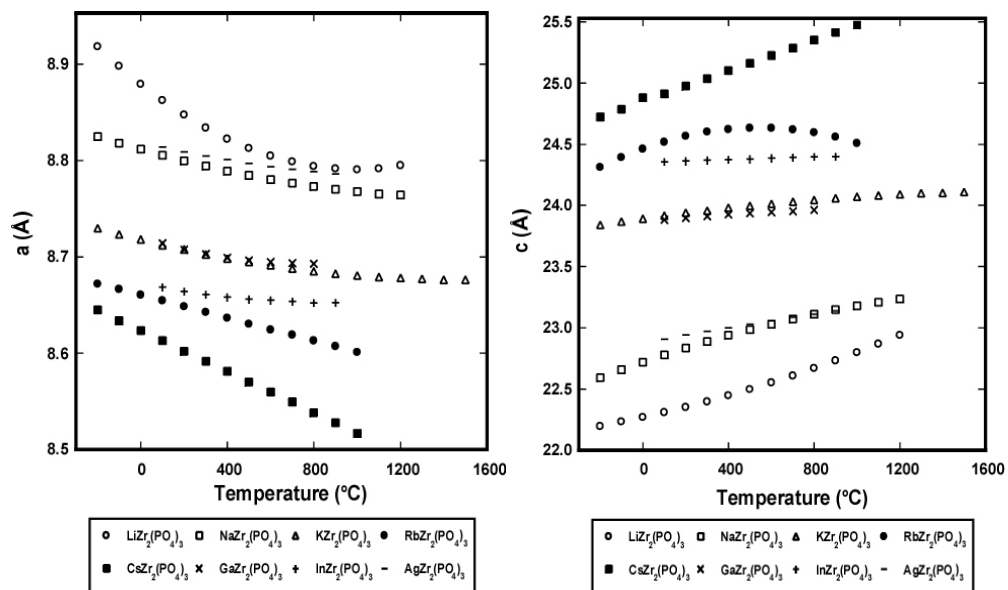 8.9
8.8
8.7
8.6
8.5
a (Å)
0 400 800 1200 1600
Temperature (°C)
○ LiZr₂(PO₄)₃ □ NaZr₂(PO₄)₃ △ KZr₂(PO₄)₃ ● RbZr₂(PO₄)₃
■ CsZr₂(PO₄)₃ × GaZr₂(PO₄)₃ + InZr₂(PO₄)₃ − AgZr₂(PO₄)₃
25.5
25.0
24.5
24.0
23.5
23.0
22.5
22.0
c (Å)
0 400 800 1200 1600
Temperature (°C)
○ LiZr₂(PO₄)₃ □ NaZr₂(PO₄)₃ △ KZr₂(PO₄)₃ ● RbZr₂(PO₄)₃
■ CsZr₂(PO₄)₃ × GaZr₂(PO₄)₃ + InZr₂(PO₄)₃ − AgZr₂(PO₄)₃